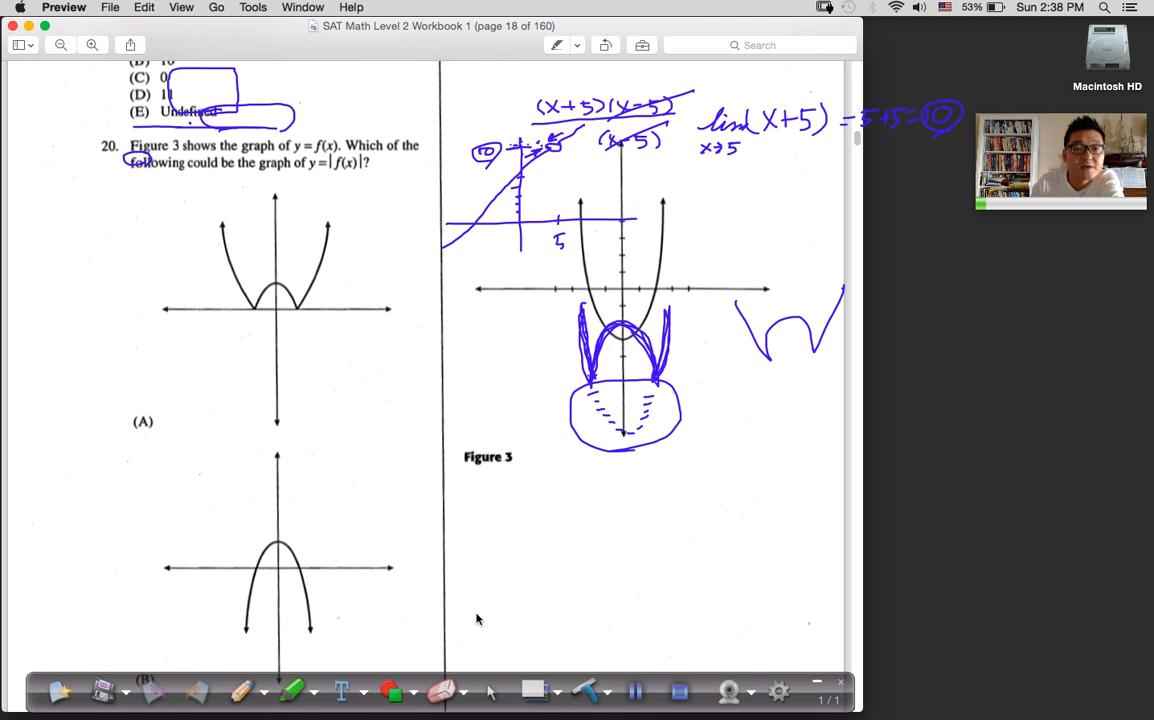 Preview File Edit View Go Tools Window Help
53% Sun 2:38 PM
SAT Math Level 2 Workbook 1 (page 18 of 160)
Search
Macintosh HD
(B) 10
(C) 0
(D) 11
(E) Undefined
20. Figure 3 shows the graph of y = f(x). Which of the
following could be the graph of y = | f(x)|?
(A)
(B)
(x+5)(x-5)
(x-5)
lim (x+5) = 5+5 = 10
x→5
10
5
Figure 3
1 / 1